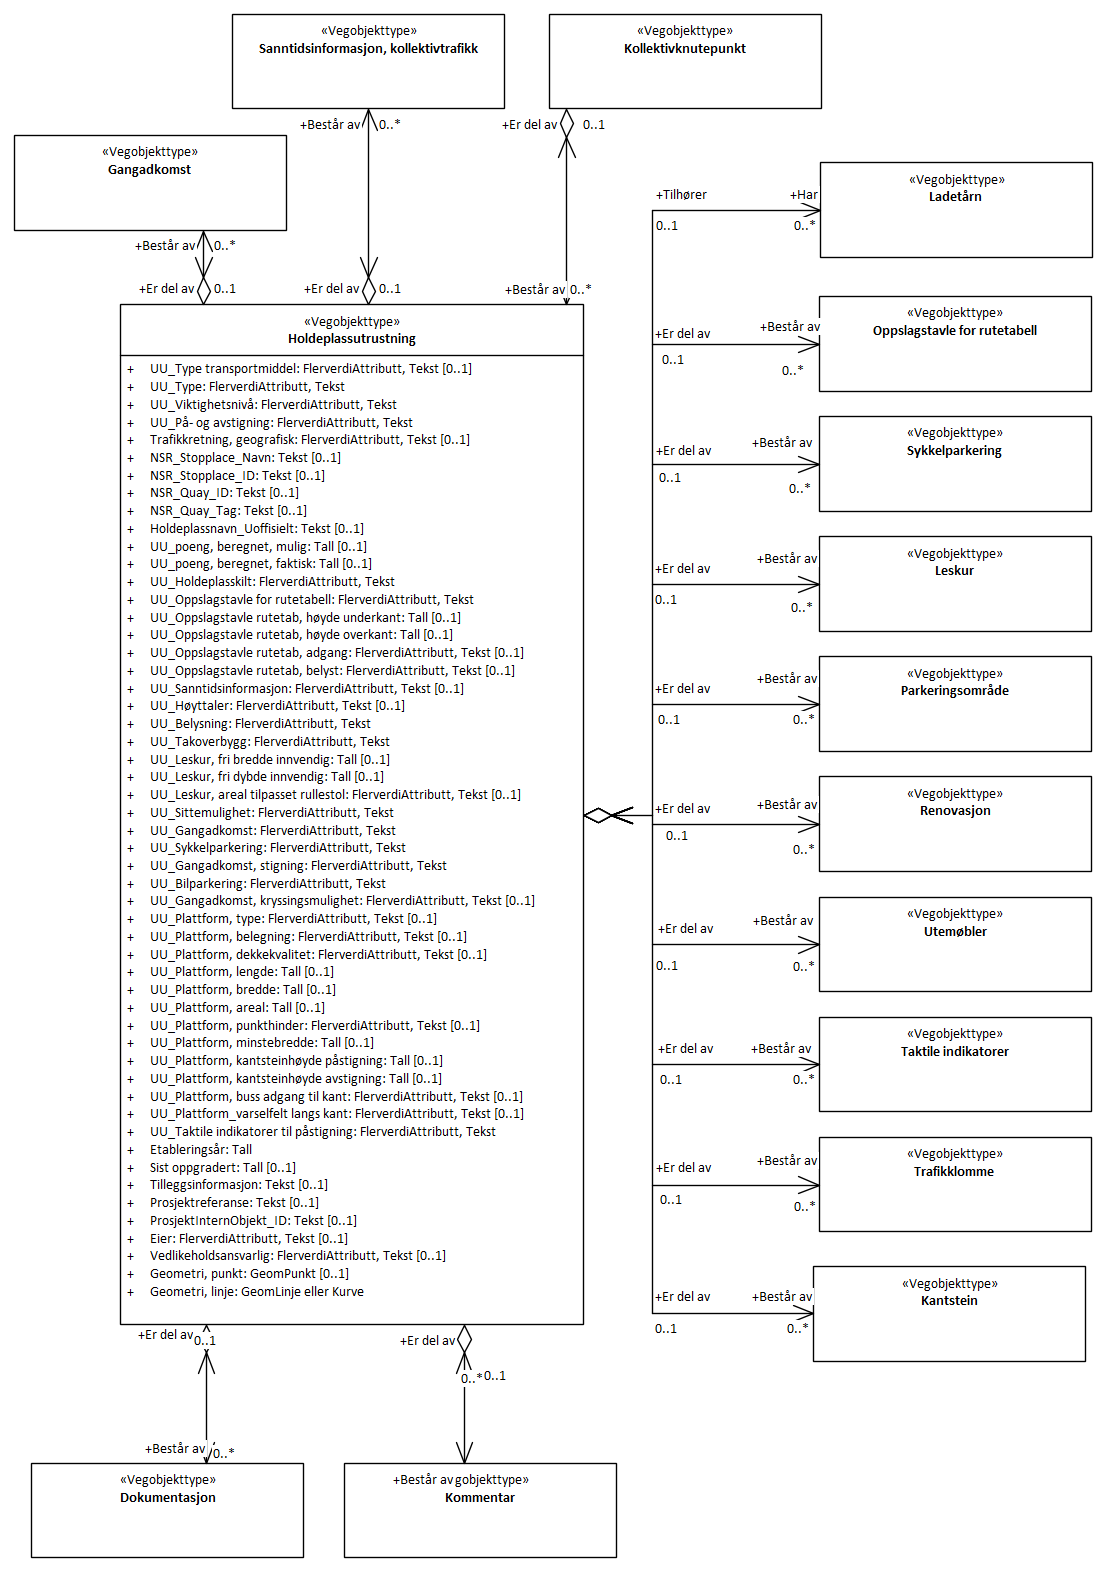 «Vegobjekttype»
Sanntidsinformasjon, kollektivtrafikk
«Vegobjekttype»
Kollektivknutepunkt
+Består av
0..*
+Er del av
0..1
«Vegobjekttype»
Gangadkomst
+Består av
0..*
+Er del av
0..1
+Er del av
0..1
+Består av
0..*
«Vegobjekttype»
Holdeplassutrustning
+ UU_Type transportmiddel: FlerverdiAttributt, Tekst [0..1]
+ UU_Type: FlerverdiAttributt, Tekst
+ UU_Viktighetsnivå: FlerverdiAttributt, Tekst
+ UU_På- og avstigning: FlerverdiAttributt, Tekst
+ Trafikkretning, geografisk: FlerverdiAttributt, Tekst [0..1]
+ NSR_Stopplace_Navn: Tekst [0..1]
+ NSR_Stopplace_ID: Tekst [0..1]
+ NSR_Quay_ID: Tekst [0..1]
+ NSR_Quay_Tag: Tekst [0..1]
+ Holdeplassnavn_Uoffisielt: Tekst [0..1]
+ UU_poeng, beregnet, mulig: Tall [0..1]
+ UU_poeng, beregnet, faktisk: Tall [0..1]
+ UU_Holdeplasskilt: FlerverdiAttributt, Tekst
+ UU_Oppslagstavle for rutetabell: FlerverdiAttributt, Tekst
+ UU_Oppslagstavle rutetab, høyde underkant: Tall [0..1]
+ UU_Oppslagstavle rutetab, høyde overkant: Tall [0..1]
+ UU_Oppslagstavle rutetab, adgang: FlerverdiAttributt, Tekst [0..1]
+ UU_Oppslagstavle rutetab, belyst: FlerverdiAttributt, Tekst [0..1]
+ UU_Sanntidsinformasjon: FlerverdiAttributt, Tekst [0..1]
+ UU_Høyttaler: FlerverdiAttributt, Tekst [0..1]
+ UU_Belysning: FlerverdiAttributt, Tekst
+ UU_Takoverbygg: FlerverdiAttributt, Tekst
+ UU_Leskur, fri bredde innvendig: Tall [0..1]
+ UU_Leskur, fri dybde innvendig: Tall [0..1]
+ UU_Leskur, areal tilpasset rullestol: FlerverdiAttributt, Tekst [0..1]
+ UU_Sittemulighet: FlerverdiAttributt, Tekst
+ UU_Gangadkomst: FlerverdiAttributt, Tekst
+ UU_Sykkelparkering: FlerverdiAttributt, Tekst
+ UU_Gangadkomst, stigning: FlerverdiAttributt, Tekst
+ UU_Bilparkering: FlerverdiAttributt, Tekst
+ UU_Gangadkomst, kryssingsmulighet: FlerverdiAttributt, Tekst [0..1]
+ UU_Plattform, type: FlerverdiAttributt, Tekst [0..1]
+ UU_Plattform, belegning: FlerverdiAttributt, Tekst [0..1]
+ UU_Plattform, dekkekvalitet: FlerverdiAttributt, Tekst [0..1]
+ UU_Plattform, lengde: Tall [0..1]
+ UU_Plattform, bredde: Tall [0..1]
+ UU_Plattform, areal: Tall [0..1]
+ UU_Plattform, punkthinder: FlerverdiAttributt, Tekst [0..1]
+ UU_Plattform, minstebredde: Tall [0..1]
+ UU_Plattform, kantsteinhøyde påstigning: Tall [0..1]
+ UU_Plattform, kantsteinhøyde avstigning: Tall [0..1]
+ UU_Plattform, buss adgang til kant: FlerverdiAttributt, Tekst [0..1]
+ UU_Plattform_varselfelt langs kant: FlerverdiAttributt, Tekst [0..1]
+ UU_Taktile indikatorer til påstigning: FlerverdiAttributt, Tekst
+ Etableringsår: Tall
+ Sist oppgradert: Tall [0..1]
+ Tilleggsinformasjon: Tekst [0..1]
+ Prosjektreferanse: Tekst [0..1]
+ ProsjektInternObjekt_ID: Tekst [0..1]
+ Eier: FlerverdiAttributt, Tekst [0..1]
+ Vedlikeholdsansvarlig: FlerverdiAttributt, Tekst [0..1]
+ Geometri, punkt: GeomPunkt [0..1]
+ Geometri, linje: GeomLinje eller Kurve
+Tilhører
0..1
+Har
0..*
«Vegobjekttype»
Ladetårn
+Er del av
0..1
+Består av
0..*
«Vegobjekttype»
Oppslagstavle for rutetabell
+Er del av
0..1
+Består av
0..*
«Vegobjekttype»
Sykkelparkering
+Er del av
0..1
+Består av
0..*
«Vegobjekttype»
Leskur
+Er del av
0..1
+Består av
0..*
«Vegobjekttype»
Parkeringsområde
+Er del av
0..1
+Består av
0..*
«Vegobjekttype»
Renovasjon
+Er del av
0..1
+Består av
0..*
«Vegobjekttype»
Utemøbler
+Er del av
0..1
+Består av
0..*
«Vegobjekttype»
Taktile indikatorer
+Er del av
0..1
+Består av
0..*
«Vegobjekttype»
Trafikklomme
+Er del av
0..1
+Består av
0..*
«Vegobjekttype»
Kantstein
+Er del av
0..1
+Består av
0..*
«Vegobjekttype»
Dokumentasjon
+Er del av
0..*
0..1
+Består av
gobjekttype»
Kommentar